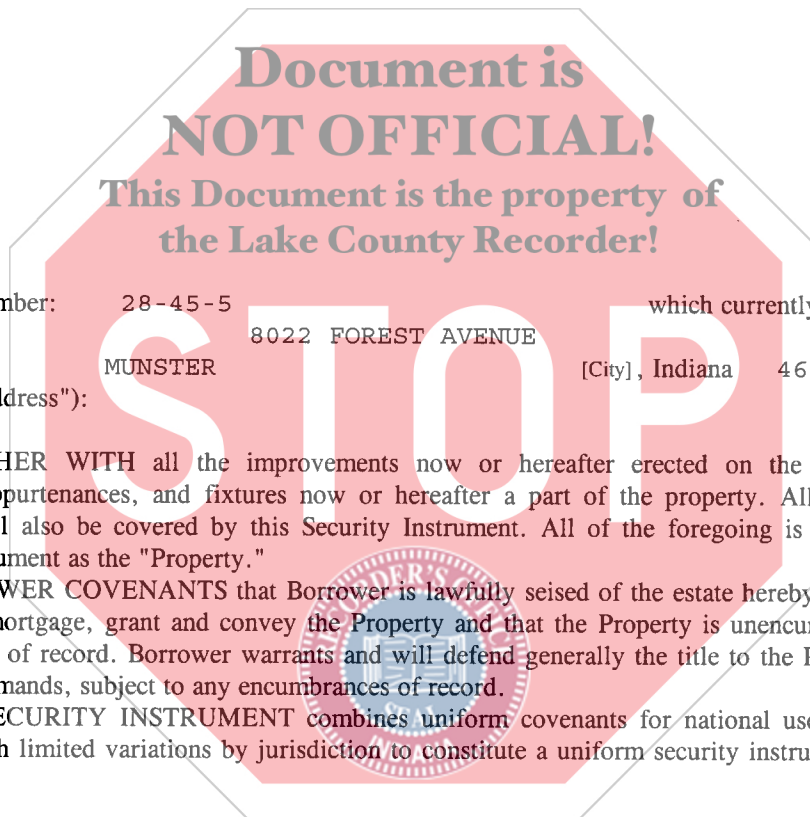 Document is
NOT OFFICIAL!
This Document is the property of
the Lake County Recorder!
mber: 28-45-5 which currently
8022 FOREST AVENUE
MUNSTER [City], Indiana 46
ddress"):
STOP
HER WITH all the improvements now or hereafter erected on the
ppurtenances, and fixtures now or hereafter a part of the property. All
l also be covered by this Security Instrument. All of the foregoing is
ument as the "Property."
WER COVENANTS that Borrower is lawfully seised of the estate hereby
ortgage, grant and convey the Property and that the Property is unencu
of record. Borrower warrants and will defend generally the title to the
mands, subject to any encumbrances of record.
ECURITY INSTRUMENT combines uniform covenants for national use
h limited variations by jurisdiction to constitute a uniform security instru
SEAL